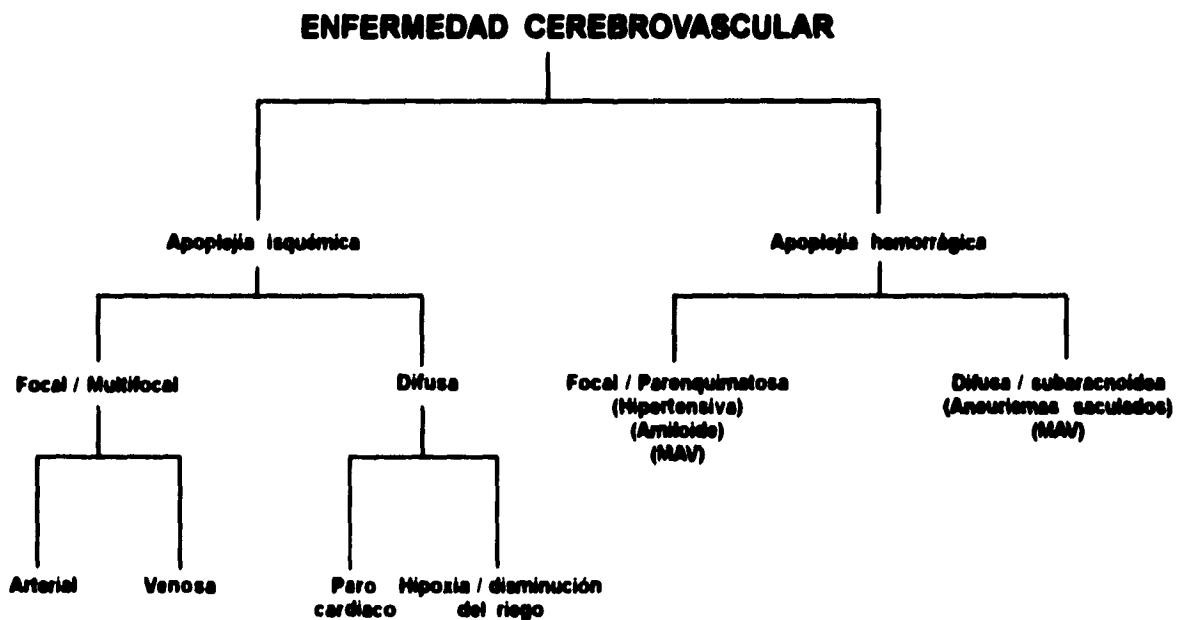 ENFERMEDAD CEREBROVASCULAR
Apoplejía isquémica
Apoplejía hemorrágica
Focal / Multifocal
Difusa
Focal / Parenquimatosa
(Hipertensiva)
(Amiloide)
(MAV)
Difusa / subaracnoidea
(Aneurismas saculados)
(MAV)
Arterial
Venosa
Paro
cardiaco
Hipoxia / disminución
del riego